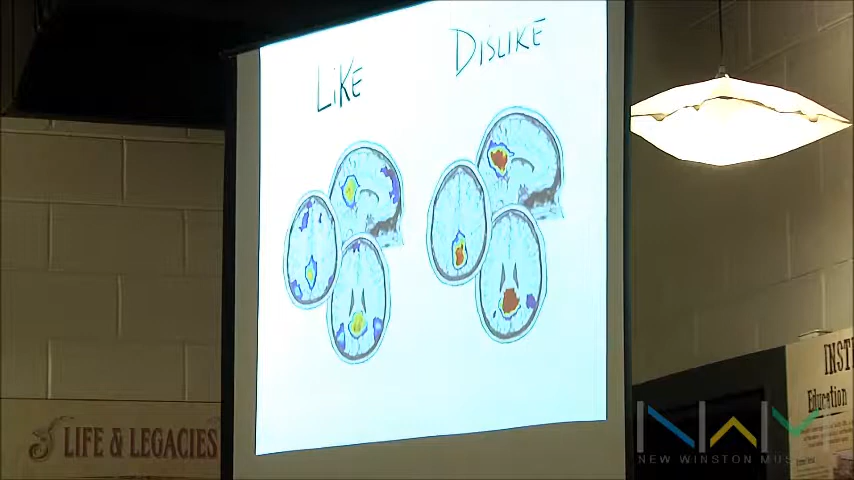 LiKE
DiSLiKE
LIFE & LEGACIES
INST
Education
NEW WINSTON MUS